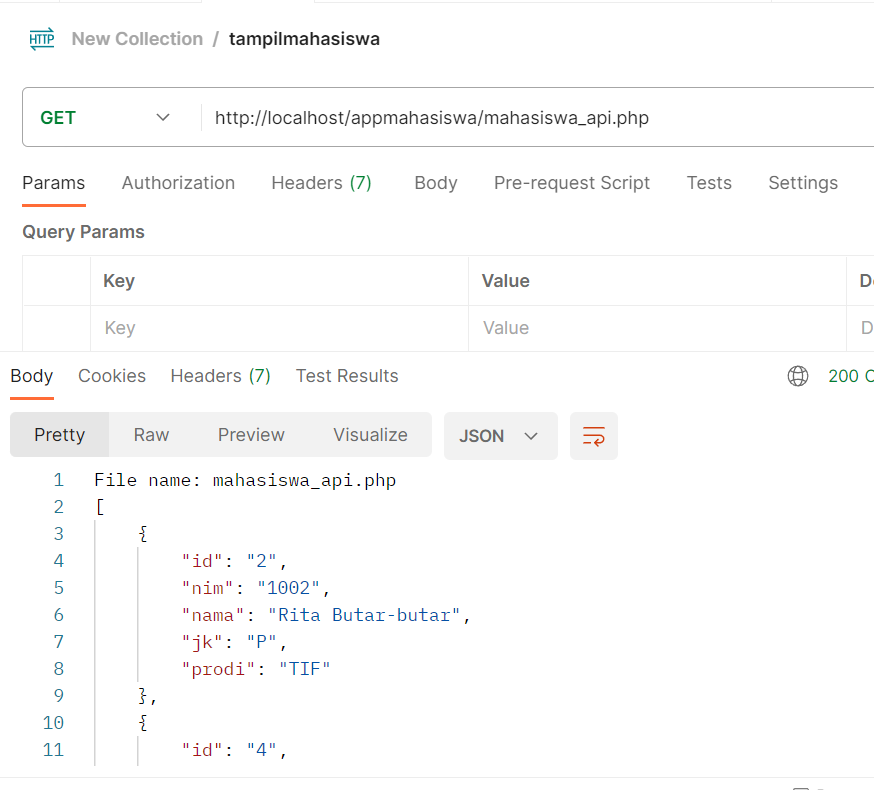 HTTP New Collection / tampilmahasiswa
GET http://localhost/appmahasiswa/mahasiswa_api.php
Params Authorization Headers (7) Body Pre-request Script Tests Settings
Query Params
Key Value
Key Value
Body Cookies Headers (7) Test Results 200
Pretty Raw Preview Visualize JSON
1 File name: mahasiswa_api.php
2 [
3 {
4 "id": "2",
5 "nim": "1002",
6 "nama": "Rita Butar-butar",
7 "jk": "P",
8 "prodi": "TIF"
9 },
10 {
11 "id": "4",